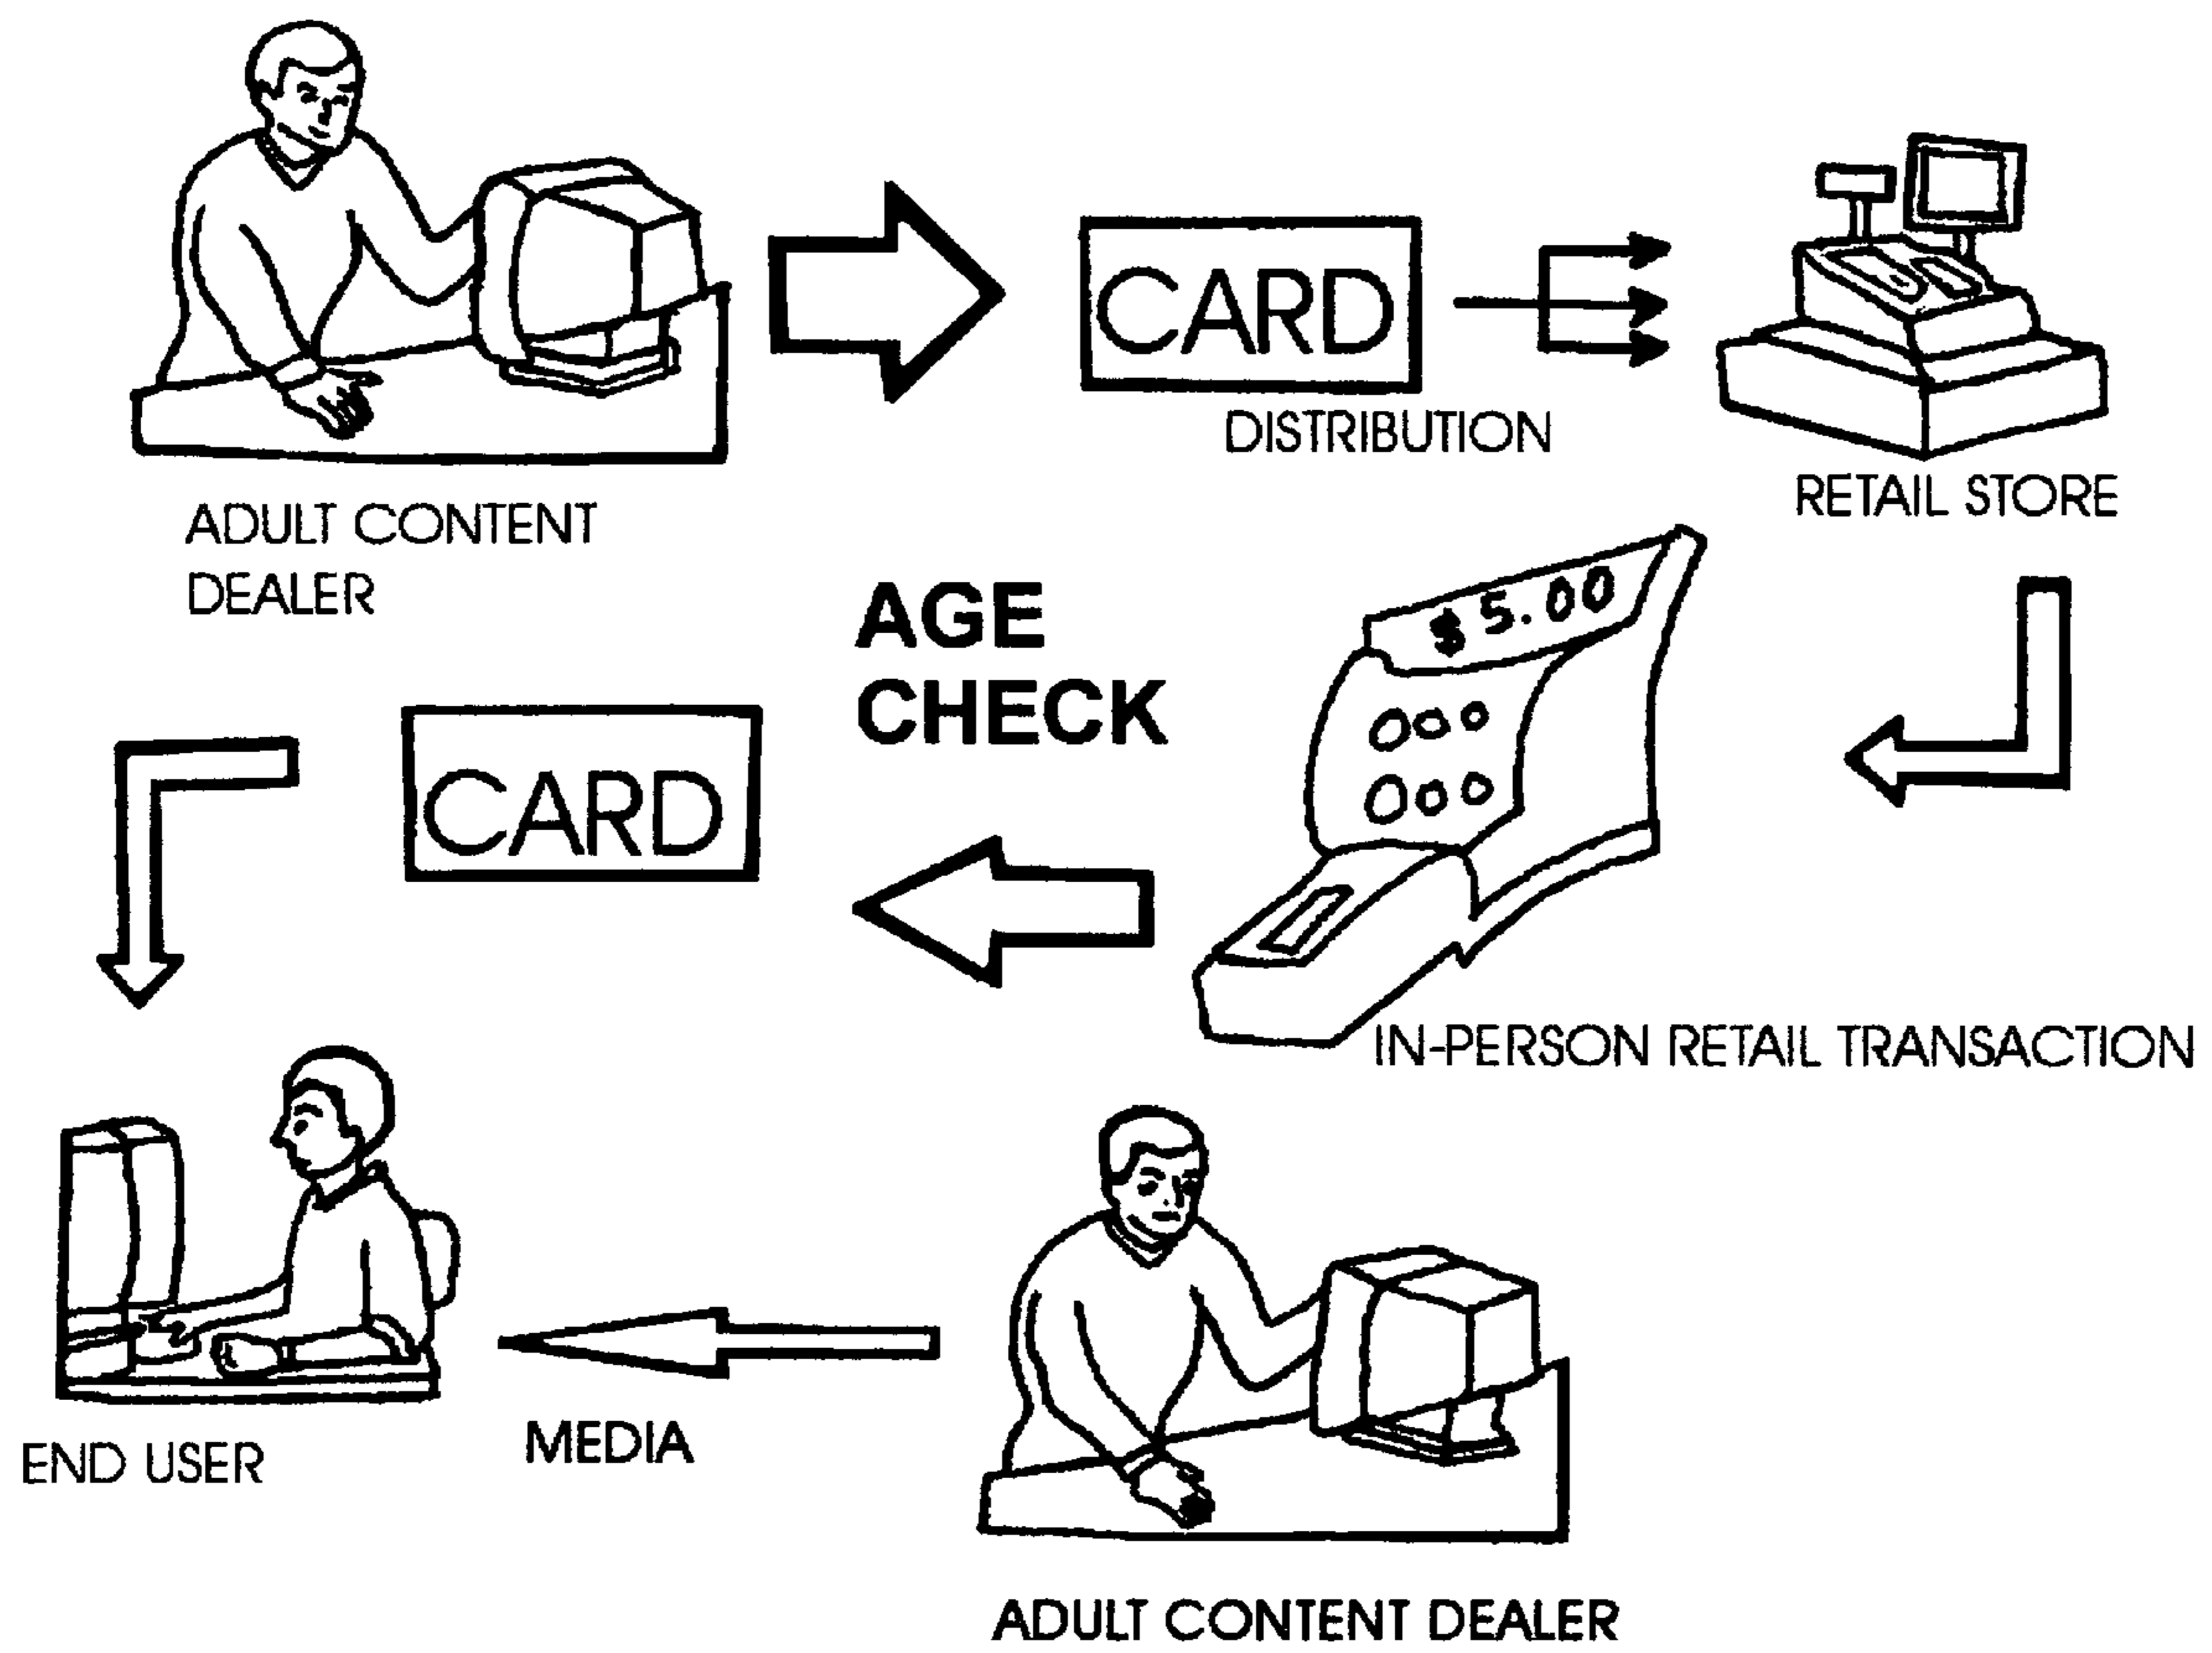 CARD
DISTRIBUTION
RETAIL STORE
ADULT CONTENT
DEALER
$5.00
AGE
CHECK
CARD
IN-PERSON RETAIL TRANSACTION
END USER
MEDIA
ADULT CONTENT DEALER